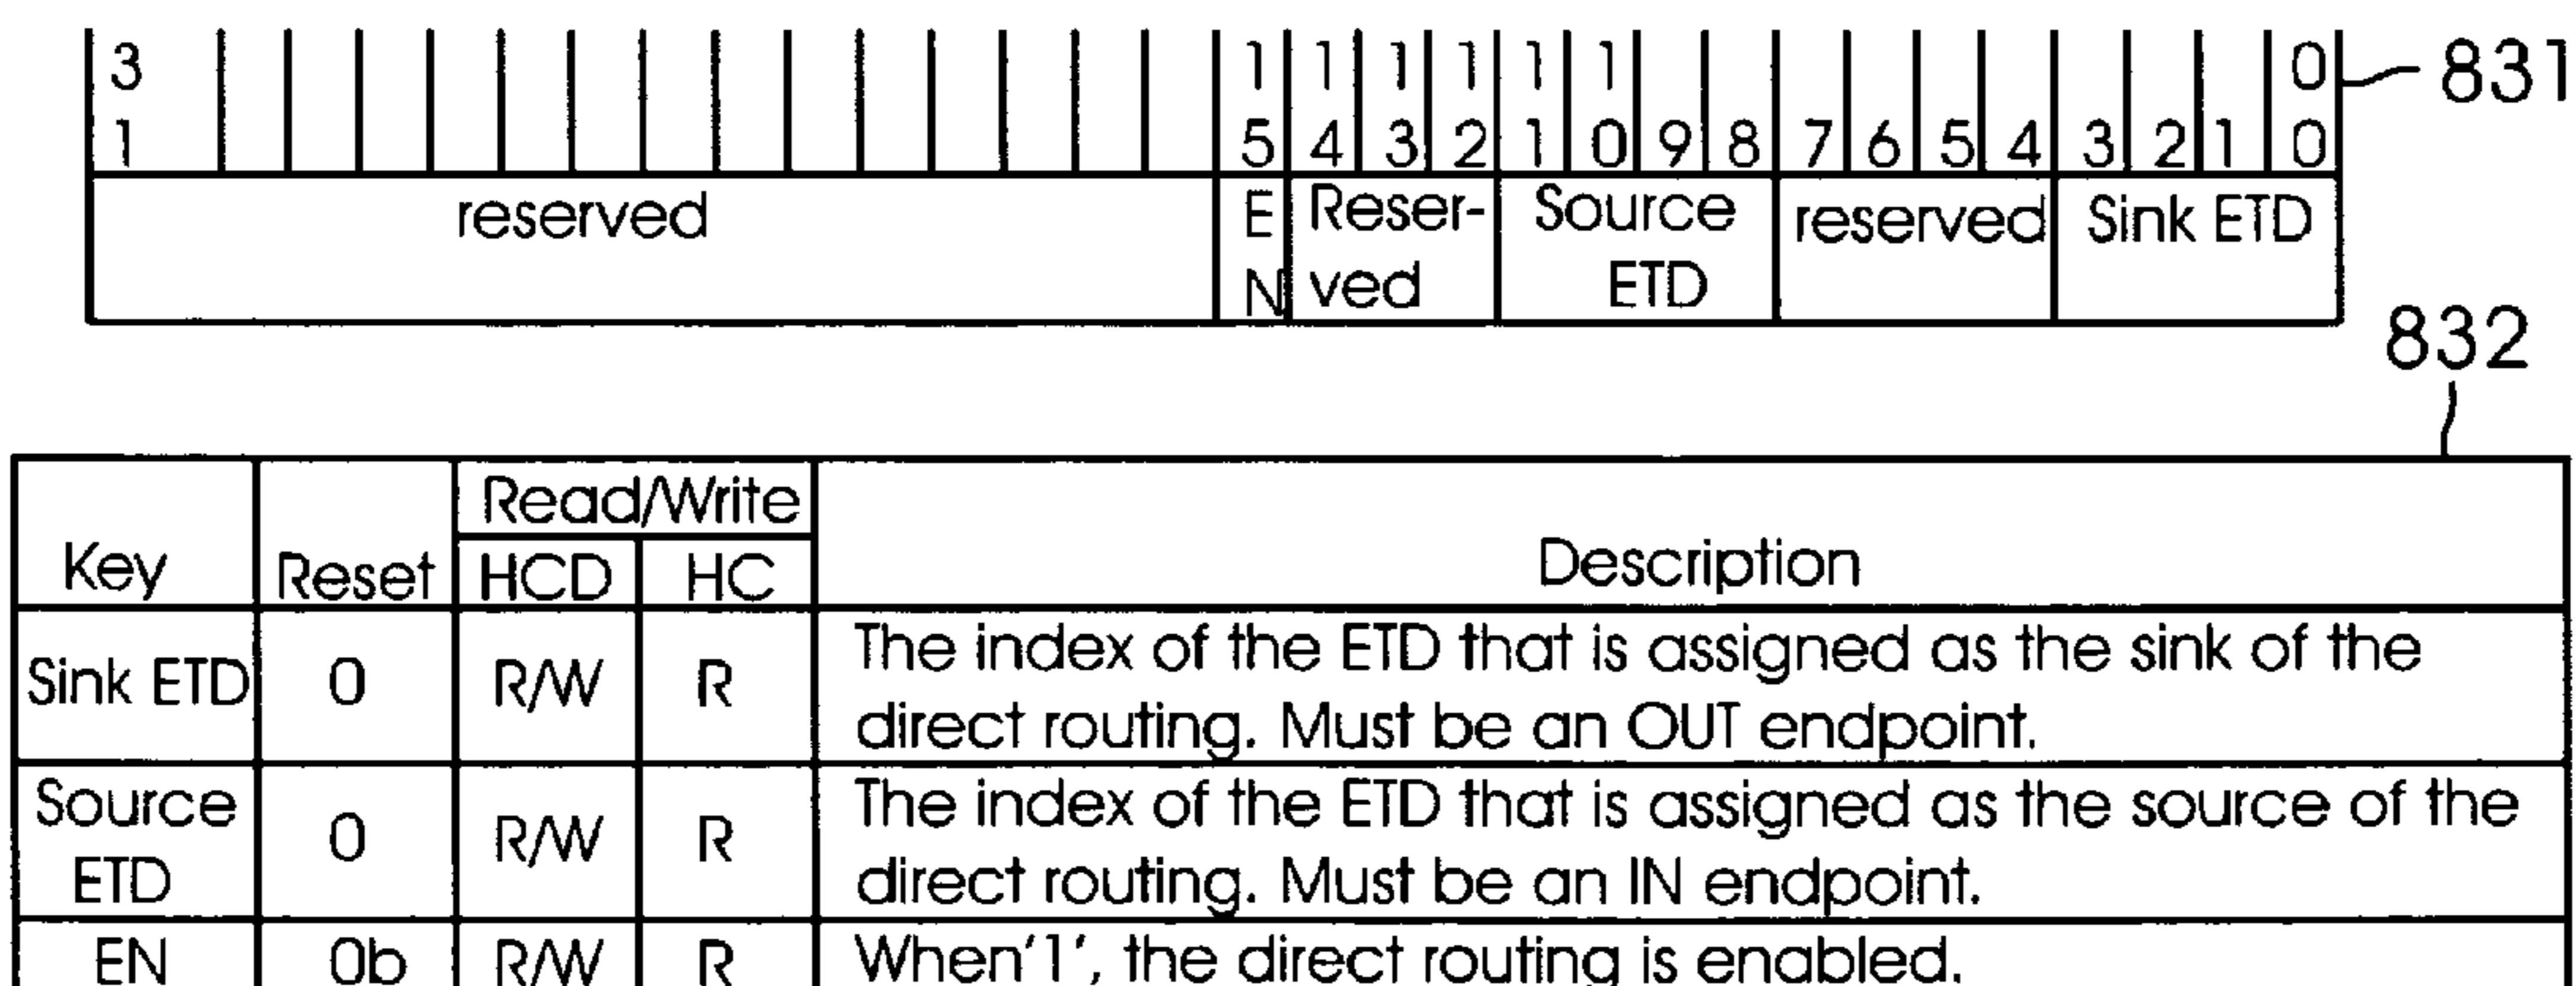 3 1 1 1 1 1 1 0 831
1 5 4 3 2 1 0 9 8 7 6 5 4 3 2 1 0
reserved E Reser- Source reserved Sink ETD
N ved ETD
832
Read/Write
Key Reset HCD HC Description
Sink ETD 0 R/W R The index of the ETD that is assigned as the sink of the
direct routing. Must be an OUT endpoint.
Source ETD 0 R/W R The index of the ETD that is assigned as the source of the
direct routing. Must be an IN endpoint.
EN 0b R/W R When'1', the direct routing is enabled.